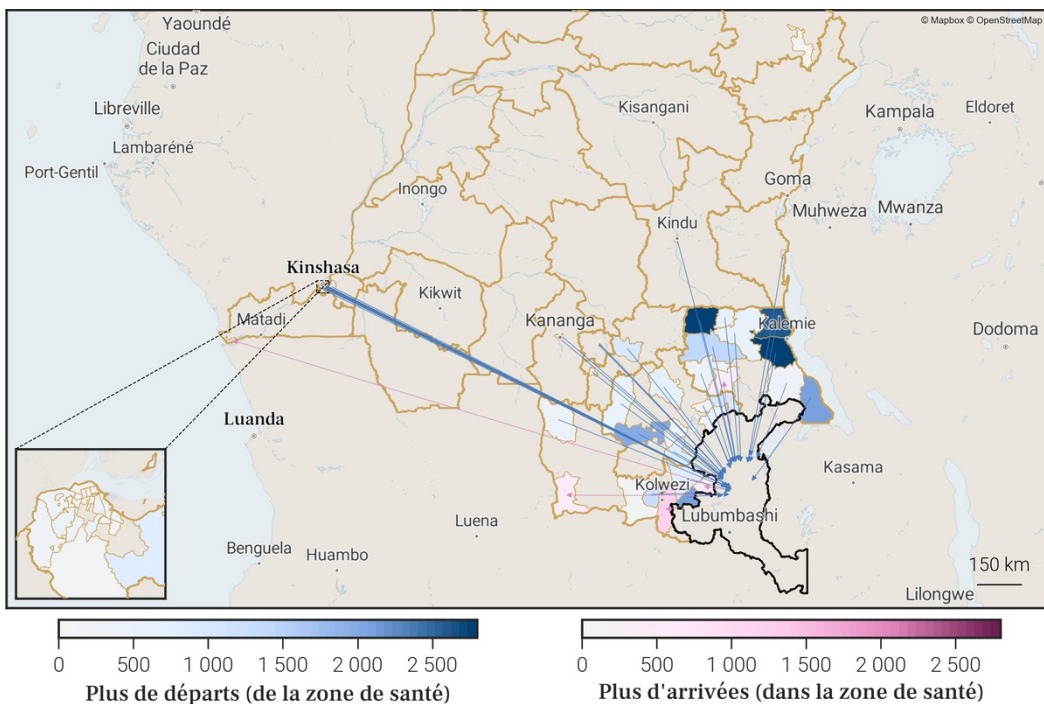 © Mapbox © OpenStreetMap
Yaoundé
Ciudad
de la Paz
Libreville
Lambaréné
Port-Gentil
Kisangani
Kampala
Eldoret
Inongo
Goma
Muhweza
Mwanza
Kindu
Kinshasa
Matadi
Kikwit
Kananga
Kalemie
Dodoma
Luanda
Kasama
Kolwezi
Lubumbashi
Luena
Benguela
Huambo
150 km
Lilongwe
0 500 1 000 1 500 2 000 2 500
Plus de départs (de la zone de santé)
0 500 1 000 1 500 2 000 2 500
Plus d'arrivées (dans la zone de santé)